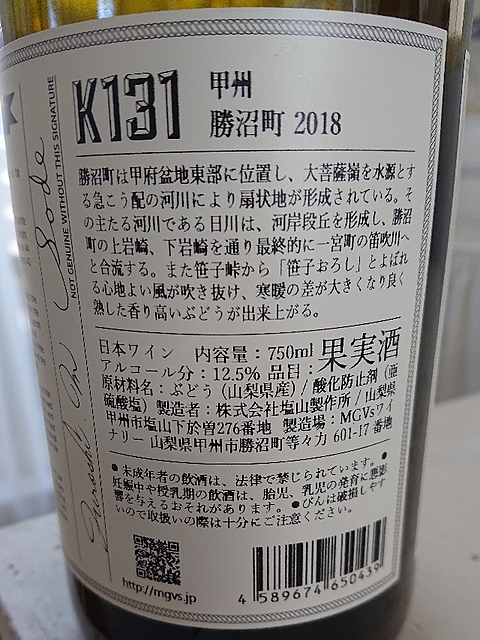 K131
甲州
勝沼町 2018
勝沼町は甲府盆地東部に位置し、大菩薩嶺を水源とす
る急こう配の河川により扇状地が形成されている。そ
の主たる河川である日川は、河岸段丘を形成し、勝沼
町の上岩崎、下岩崎を通り最終的に一宮町の笛吹川へ
と合流する。また笹子峠から「笹子おろし」とよばれ
る心地よい風が吹き抜け、寒暖の差が大きくなり良く
熟した香り高いぶどうが出来上がる。
日本ワイン 内容量：750ml 果実酒
アルコール分：12.5% 品目：
原材料名：ぶどう（山梨県産）/ 酸化防止剤（亜
硫酸塩）製造者：株式会社塩山製作所 / 山梨県
甲州市塩山下於曽276番地 製造場：MGVsワイ
ナリー 山梨県甲州市勝沼町等々力 601-17 番地
●未成年者の飲酒は、法律で禁じられています。●
妊娠中や授乳期の飲酒は、胎児、乳児の発育に悪影
響を与えるおそれがあります。●びんは破損しやす
いので取扱いの際は十分にご注意ください。
http://mgvs.jp
4 589674 650439
NOT GENUINE WITHOUT THIS SIGNATURE